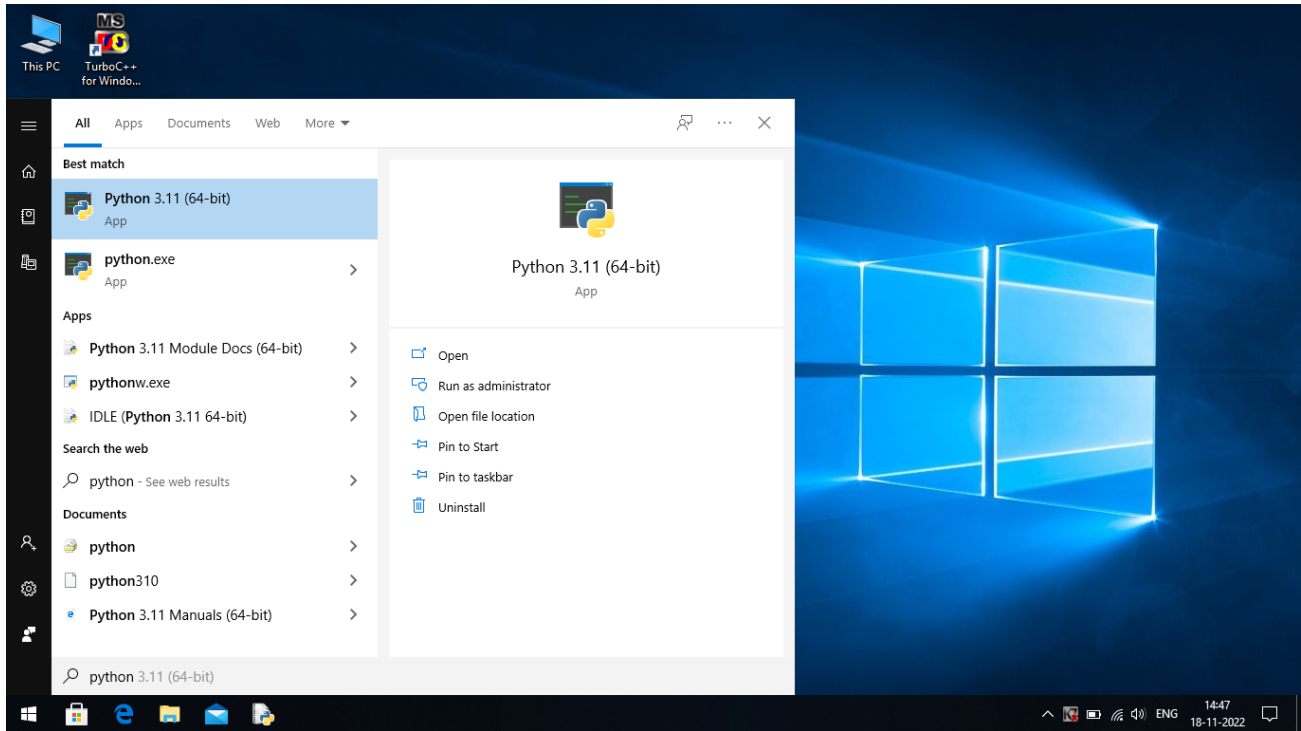 This PC
TurboC++
for Windo...
MS
All Apps Documents Web More
Best match
Python 3.11 (64-bit)
App
python.exe
App
Apps
Python 3.11 Module Docs (64-bit)
pythonw.exe
IDLE (Python 3.11 64-bit)
Search the web
python - See web results
Documents
python
python310
Python 3.11 Manuals (64-bit)
python 3.11 (64-bit)
Python 3.11 (64-bit)
App
Open
Run as administrator
Open file location
Pin to Start
Pin to taskbar
Uninstall
ENG
14:47
18-11-2022